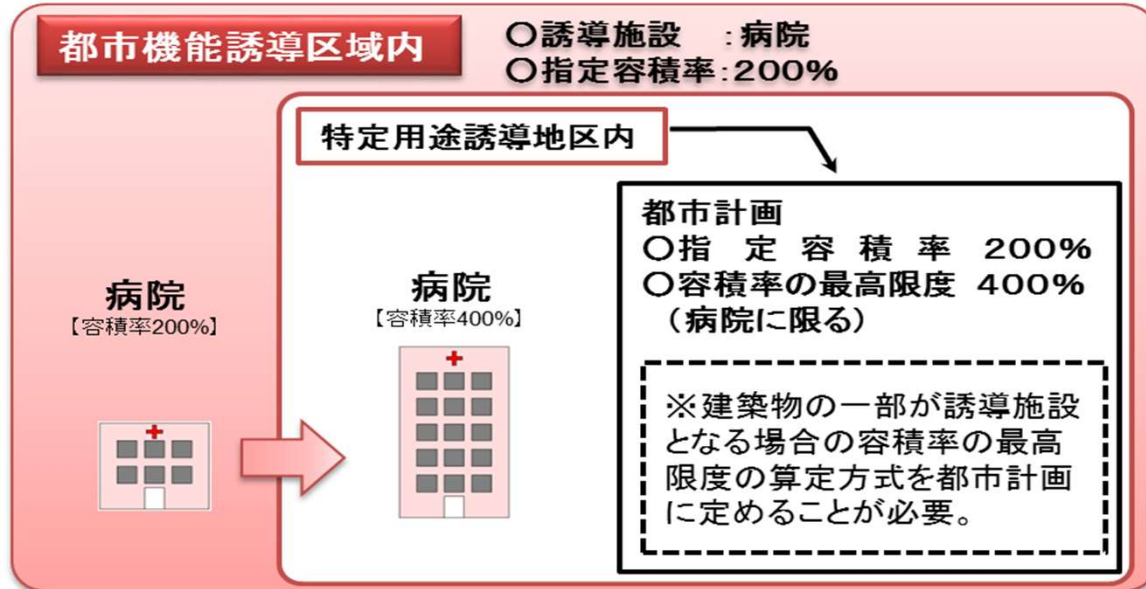 都市機能誘導区域内
〇誘導施設 :病院
〇指定容積率:200%
特定用途誘導地区内
都市計画
〇指定容積率 200%
〇容積率の最高限度 400%
(病院に限る)
病院
【容積率200%】
病院
【容積率400%】
※建築物の一部が誘導施設
となる場合の容積率の最高
限度の算定方式を都市計画
に定めることが必要。